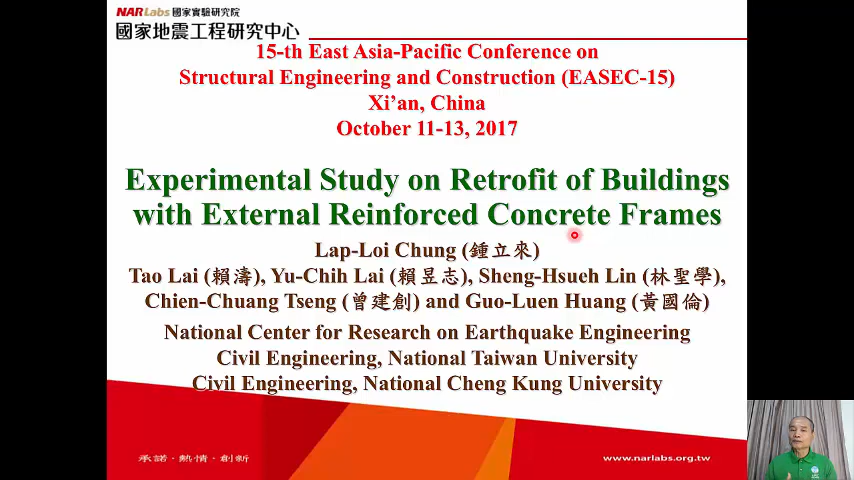 NARLabs 國家實驗研究院
國家地震工程研究中心
15-th East Asia-Pacific Conference on
Structural Engineering and Construction (EASEC-15)
Xi’an, China
October 11-13, 2017
Experimental Study on Retrofit of Buildings
with External Reinforced Concrete Frames
Lap-Loi Chung (鍾立來)
Tao Lai (賴濤), Yu-Chih Lai (賴昱志), Sheng-Hsueh Lin (林聖學),
Chien-Chuang Tseng (曾建創) and Guo-Luen Huang (黃國倫)
National Center for Research on Earthquake Engineering
Civil Engineering, National Taiwan University
Civil Engineering, National Cheng Kung University
承諾‧熱情‧創新
www.narlabs.org.tw